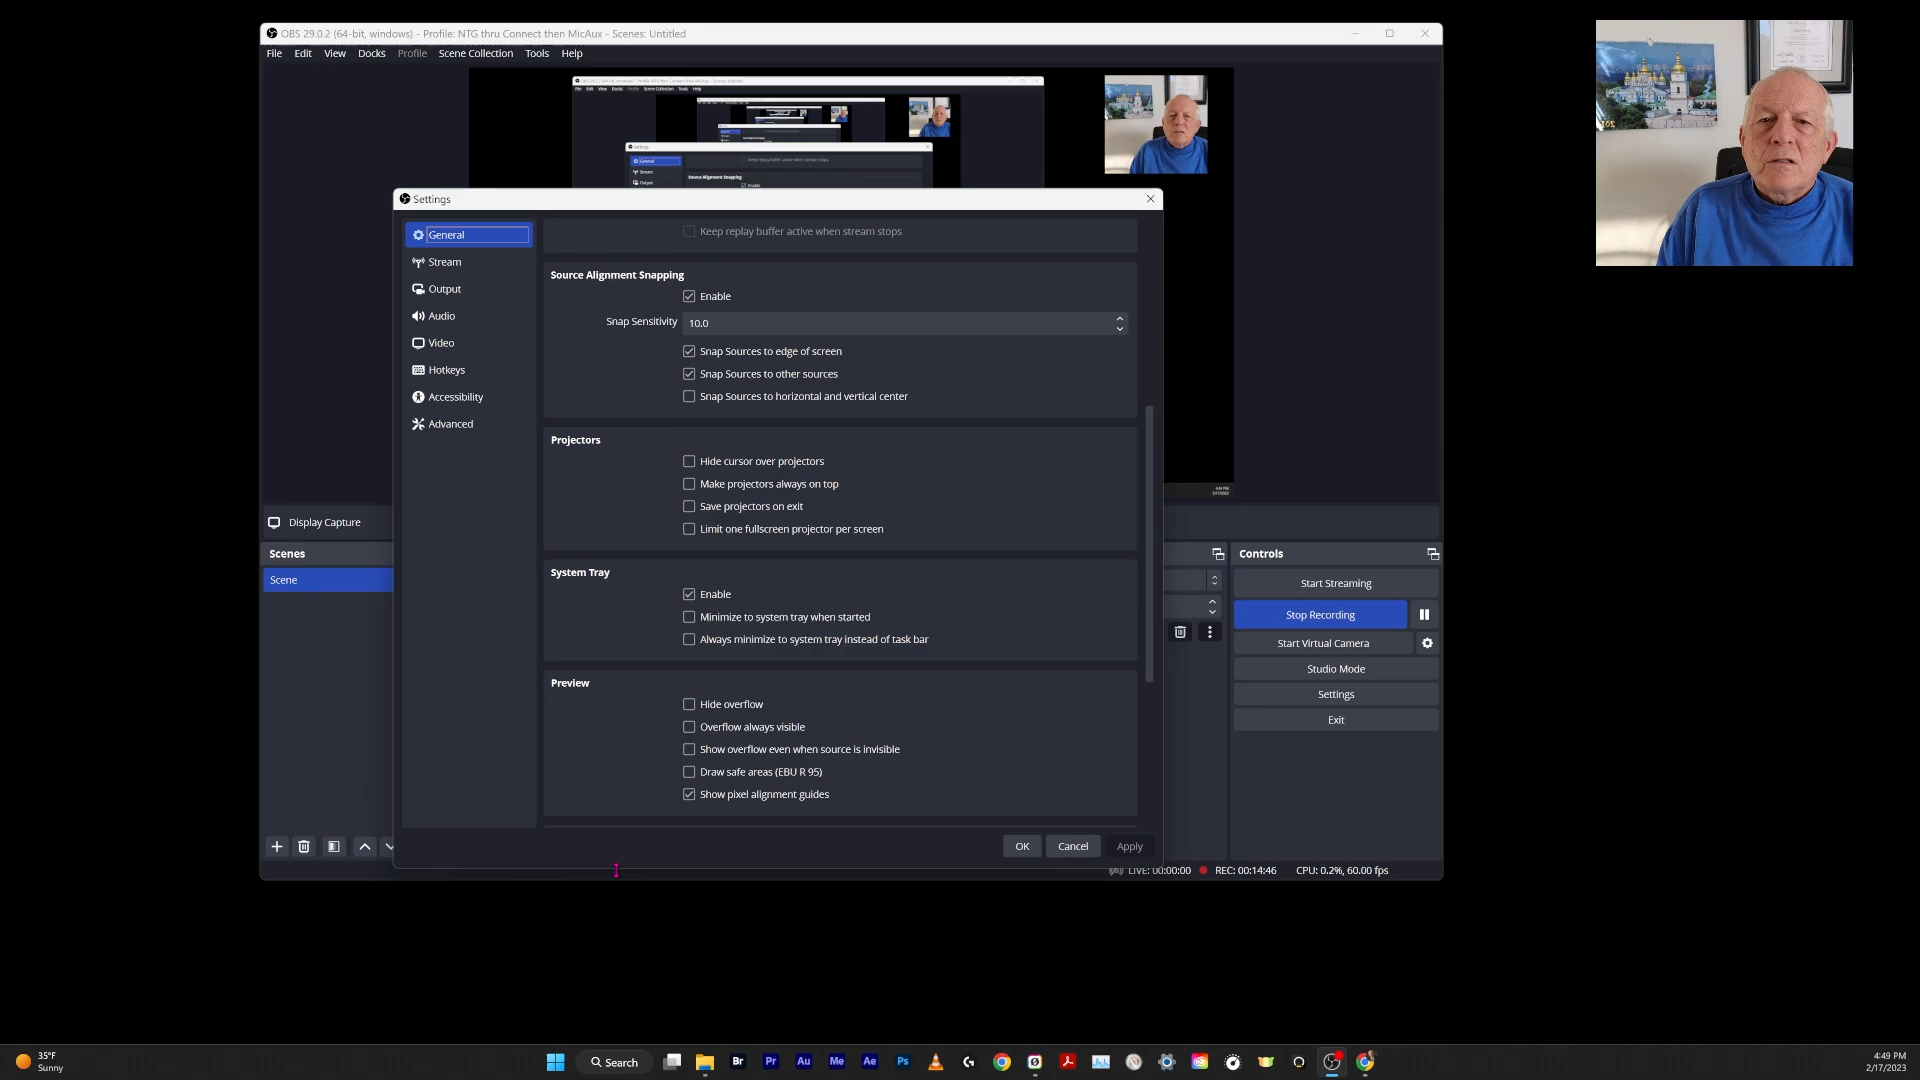 OBS 29.0.2 (64-bit, windows) - Profile: NTG thru Connect then MicAux - Scenes: Untitled
File Edit View Docks Profile Scene Collection Tools Help
Settings
General
Stream
Output
Audio
Video
Hotkeys
Accessibility
Advanced
Keep replay buffer active when stream stops
Source Alignment Snapping
Enable
Snap Sensitivity 10.0
Snap Sources to edge of screen
Snap Sources to other sources
Snap Sources to horizontal and vertical center
Projectors
Hide cursor over projectors
Make projectors always on top
Save projectors on exit
Limit one fullscreen projector per screen
System Tray
Enable
Minimize to system tray when started
Always minimize to system tray instead of task bar
Preview
Hide overflow
Overflow always visible
Show overflow even when source is invisible
Draw safe areas (EBU R 95)
Show pixel alignment guides
OK Cancel Apply
Display Capture
Scenes
Scene
Controls
Start Streaming
Stop Recording
Start Virtual Camera
Studio Mode
Settings
Exit
LIVE: 00:00:00 REC: 00:14:46 CPU: 0.2%, 60.00 fps
35°F
Sunny
Search
Br Pr Au Me Ae Ps
4:49 PM
2/17/2023